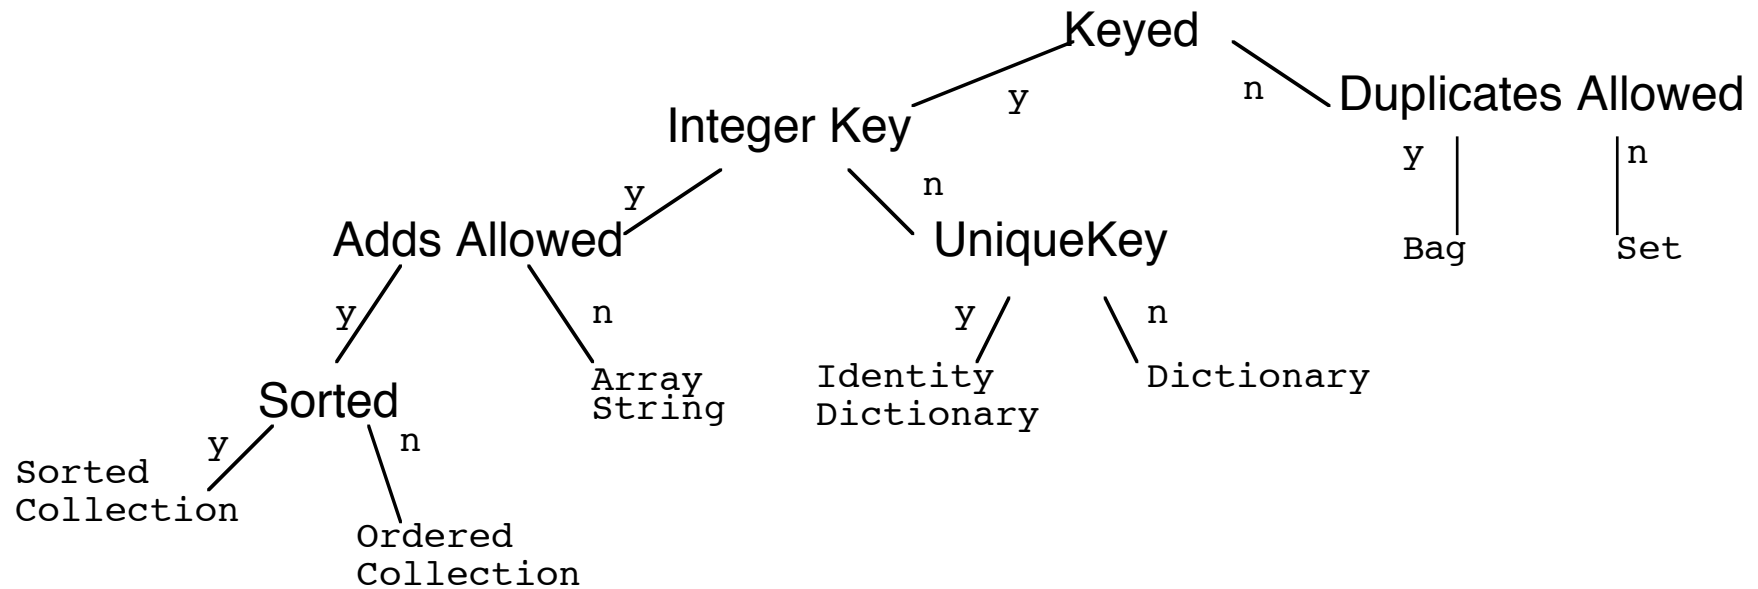 Keyed
y
n
Duplicates Allowed
Integer Key
y
n
y
n
Adds Allowed
UniqueKey
Bag
Set
y
n
y
n
Array
String
Identity
Dictionary
Dictionary
Sorted
y
n
Sorted
Collection
Ordered
Collection